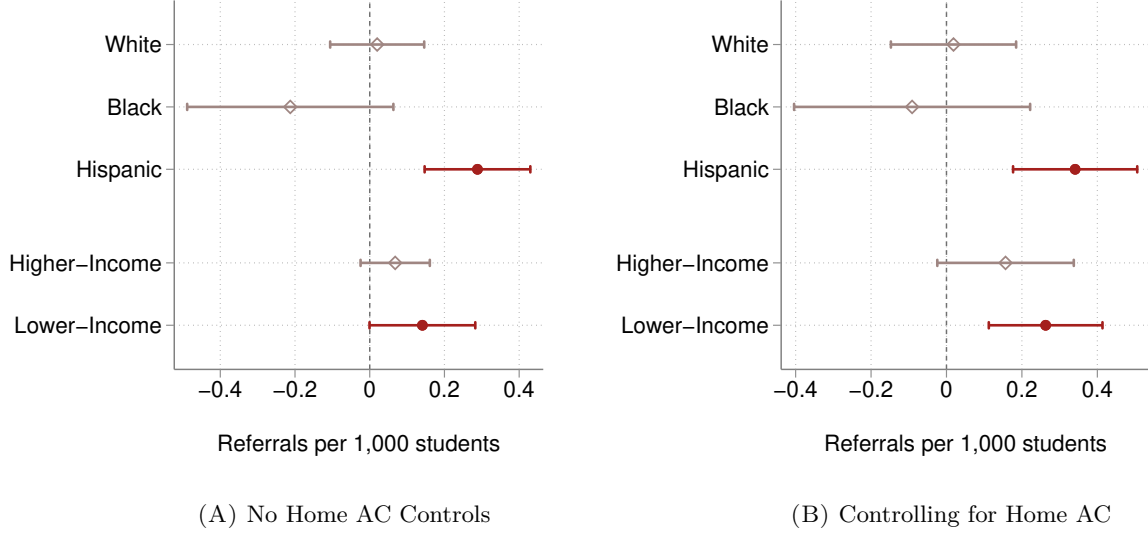 White
Black
Hispanic
Higher−Income
Lower−Income
−0.4 −0.2 0 0.2 0.4
Referrals per 1,000 students
(A) No Home AC Controls
White
Black
Hispanic
Higher−Income
Lower−Income
−0.4 −0.2 0 0.2 0.4
Referrals per 1,000 students
(B) Controlling for Home AC